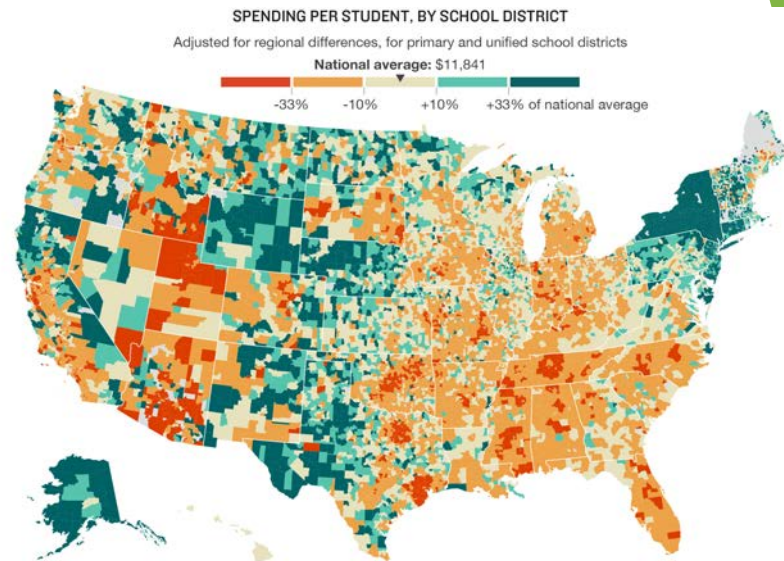 SPENDING PER STUDENT, BY SCHOOL DISTRICT
Adjusted for regional differences, for primary and unified school districts
National average: $11,841
-33% -10% +10% +33% of national average